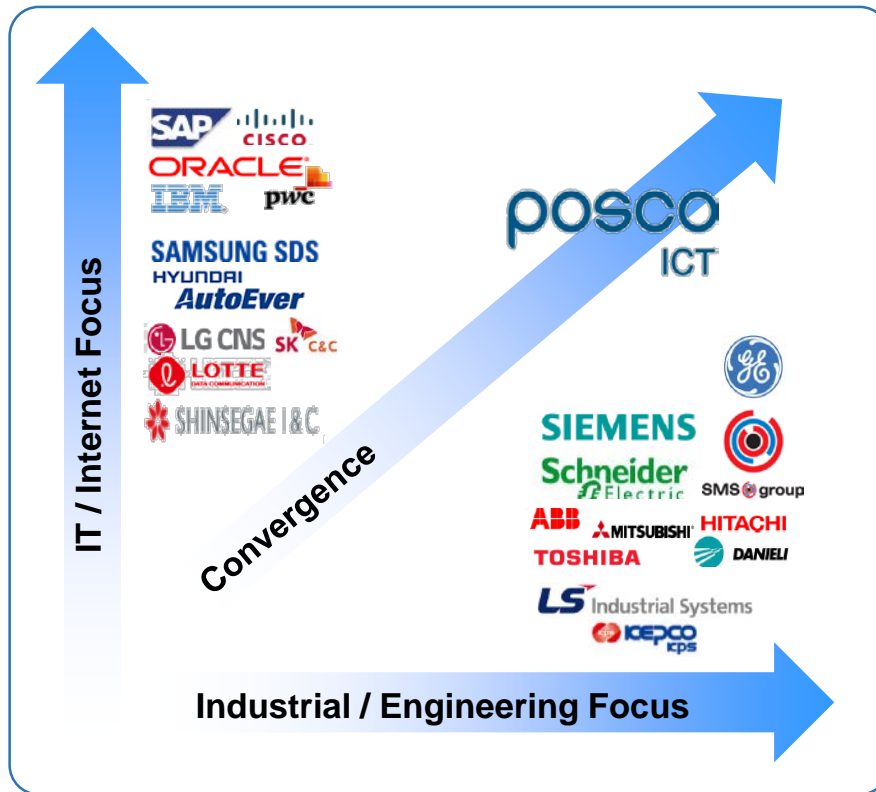 IT / Internet Focus
SAP
CISCO
ORACLE
IBM
pwc
SAMSUNG SDS
HYUNDAI
AutoEver
LG CNS
SK C&C
LOTTE
DATA COMMUNICATION
SHINSEGAE I & C
Convergence
posco
ICT
GE
SIEMENS
Schneider
Electric
SMS group
ABB
MITSUBISHI
HITACHI
TOSHIBA
DANIELI
LS Industrial Systems
KEPCO
KPS
Industrial / Engineering Focus